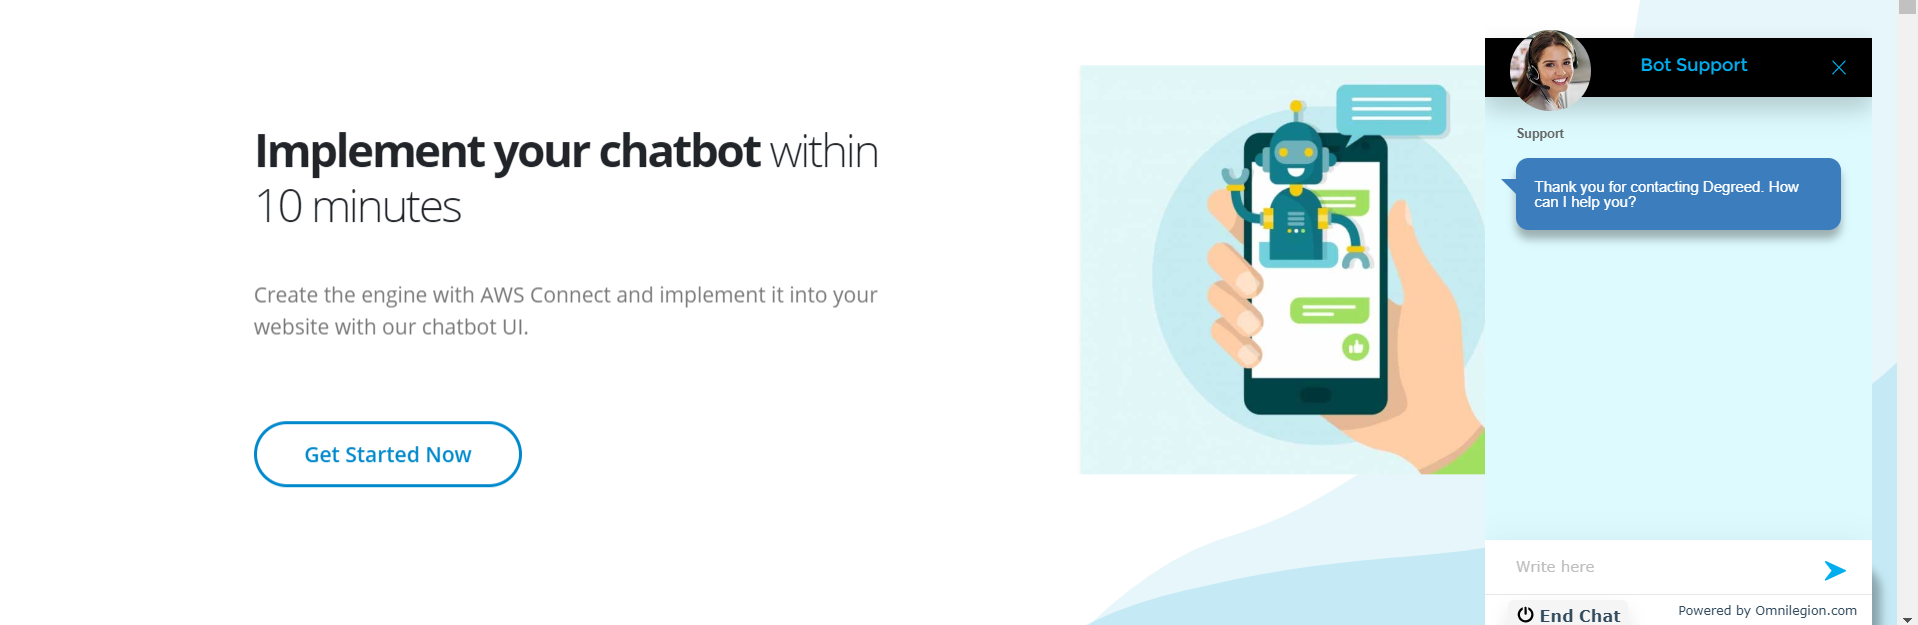 Implement your chatbot within
10 minutes
Create the engine with AWS Connect and implement it into your
website with our chatbot UI.
Get Started Now
Bot Support
Support
Thank you for contacting Degreed. How
can I help you?
Write here
End Chat
Powered by Omnilegion.com